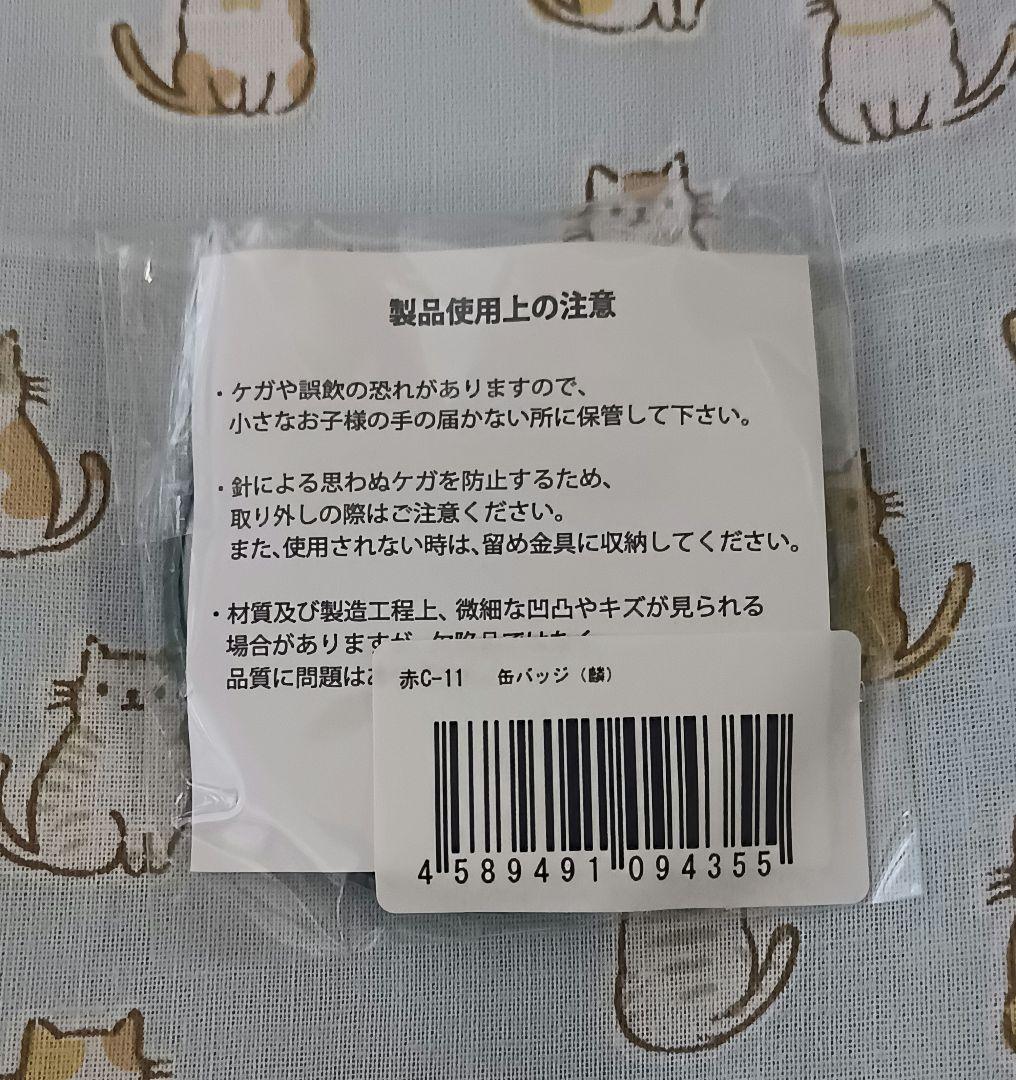 製品使用上の注意
・ケガや誤飲の恐れがありますので、
小さなお子様の手の届かない所に保管して下さい。
・針による思わぬケガを防止するため、
取り外しの際はご注意ください。
また、使用されない時は、留め金具に収納してください。
・材質及び製造工程上、微細な凹凸やキズが見られる
場合がありますが、
品質に問題は
赤C-11 缶バッジ（麟）
4 589491 094355